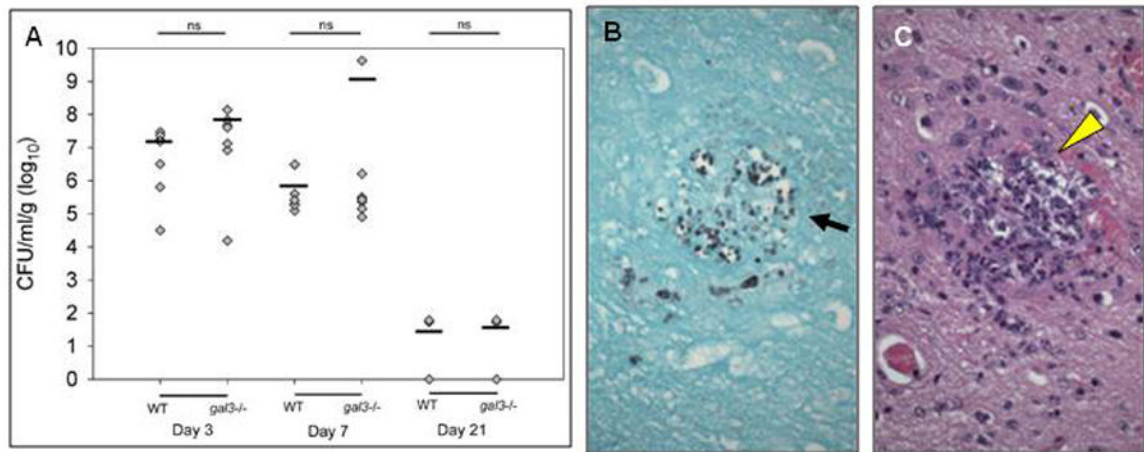 A
ns ns ns
CFU/ml/g (log10)
10
9
8
7
6
5
4
3
2
1
0
WT gal3-/- WT gal3-/- WT gal3-/-
Day 3 Day 7 Day 21
B
C